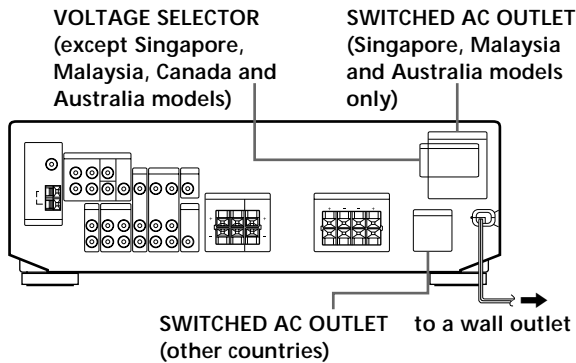 VOLTAGE SELECTOR
(except Singapore,
Malaysia, Canada and
Australia models)
SWITCHED AC OUTLET
(Singapore, Malaysia
and Australia models
only)
SWITCHED AC OUTLET
(other countries)
to a wall outlet